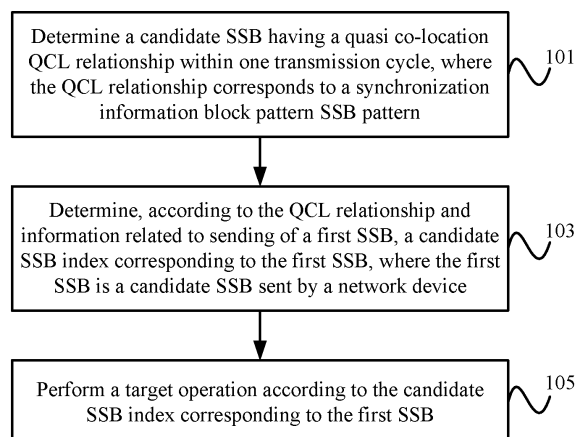 Determine a candidate SSB having a quasi co-location
QCL relationship within one transmission cycle, where
the QCL relationship corresponds to a synchronization
information block pattern SSB pattern
101
Determine, according to the QCL relationship and
information related to sending of a first SSB, a candidate
SSB index corresponding to the first SSB, where the first
SSB is a candidate SSB sent by a network device
103
Perform a target operation according to the candidate
SSB index corresponding to the first SSB
105